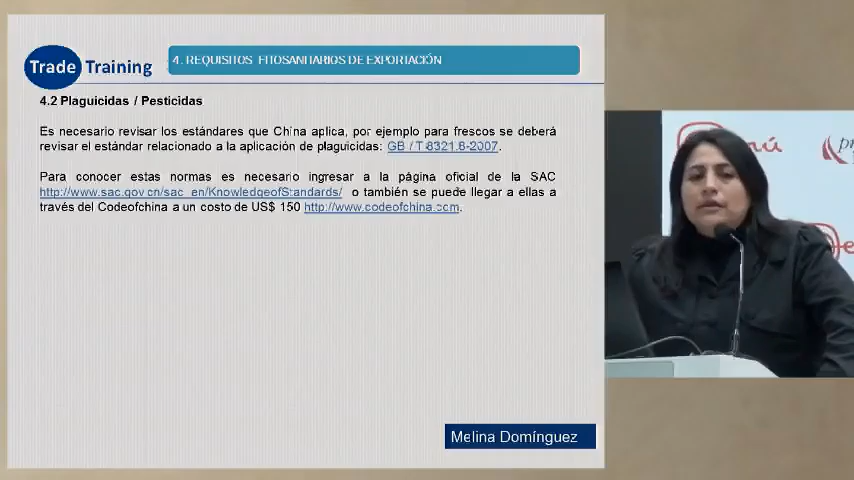 Trade Training
4. REQUISITOS FITOSANITARIOS DE EXPORTACIÓN
4.2 Plaguicidas / Pesticidas
Es necesario revisar los estándares que China aplica, por ejemplo para frescos se deberá
revisar el estándar relacionado a la aplicación de plaguicidas: GB / T 8321.8-2007.
Para conocer estas normas es necesario ingresar a la página oficial de la SAC
http://www.sac.gov.cn/sac_en/KnowledgeofStandards/ o también se puede llegar a ellas a
través del Codeofchina a un costo de US$ 150 http://www.codeofchina.com.
Melina Domínguez